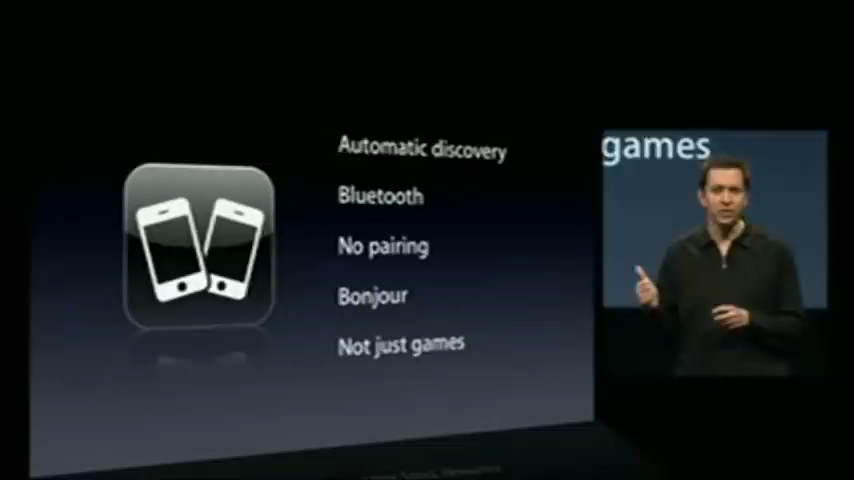 Automatic discovery
Bluetooth
No pairing
Bonjour
Not just games
games